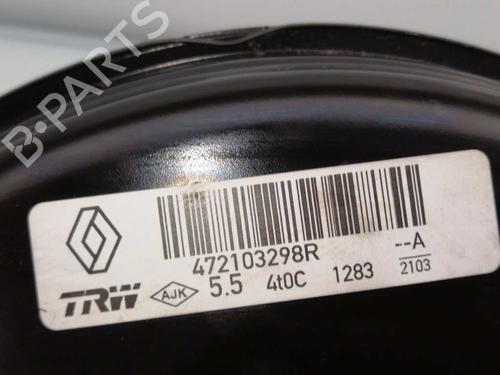 B-PARTS
472103298R
--A
TRW AJK 5.5 4t0C 1283 2103